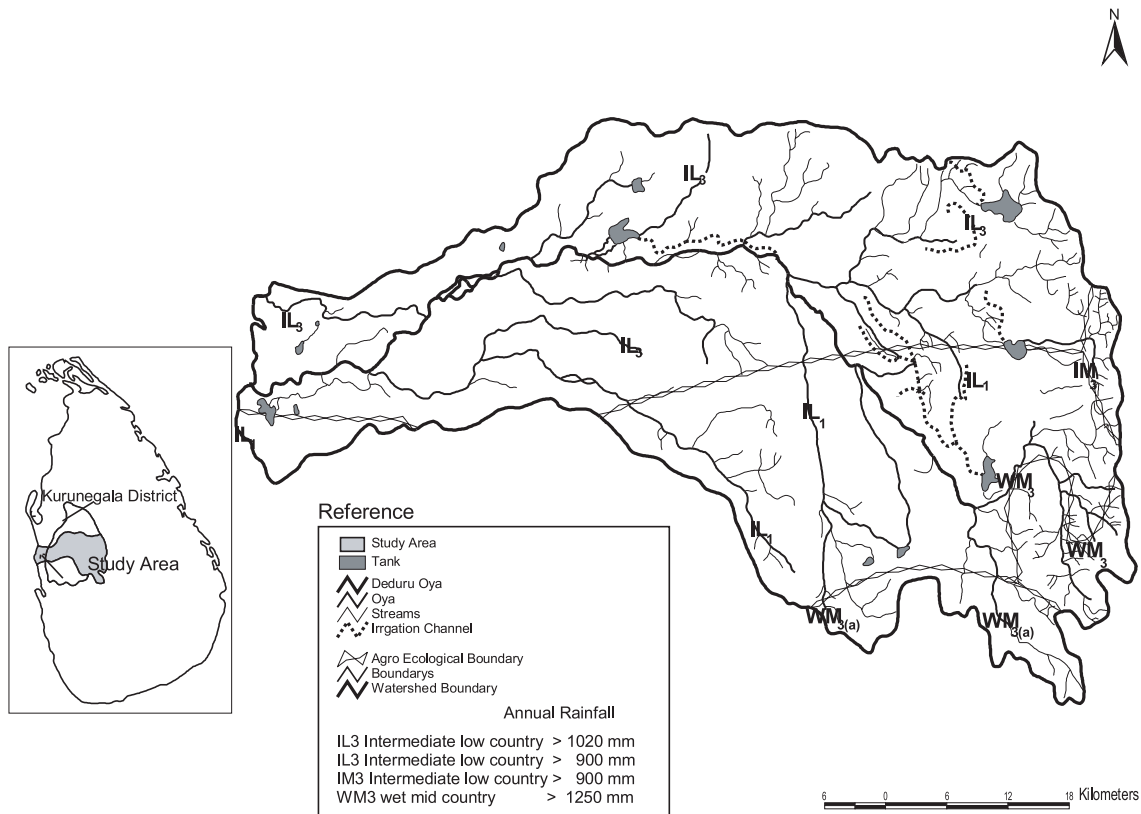 N
IL3
IL3
IL3
IL3
IM3
IL1
IL1
IL1
WM3
IL1
WM3
WM3(a)
WM3(a)
Kurunegala District
Study Area
Reference
Study Area
Tank
Deduru Oya
Oya
Streams
Irrgation Channel
Agro Ecological Boundary
Boundarys
Watershed Boundary
Annual Rainfall
IL3 Intermediate low country > 1020 mm
IL3 Intermediate low country > 900 mm
IM3 Intermediate low country > 900 mm
WM3 wet mid country > 1250 mm
6 0 6 12 18 Kilometers